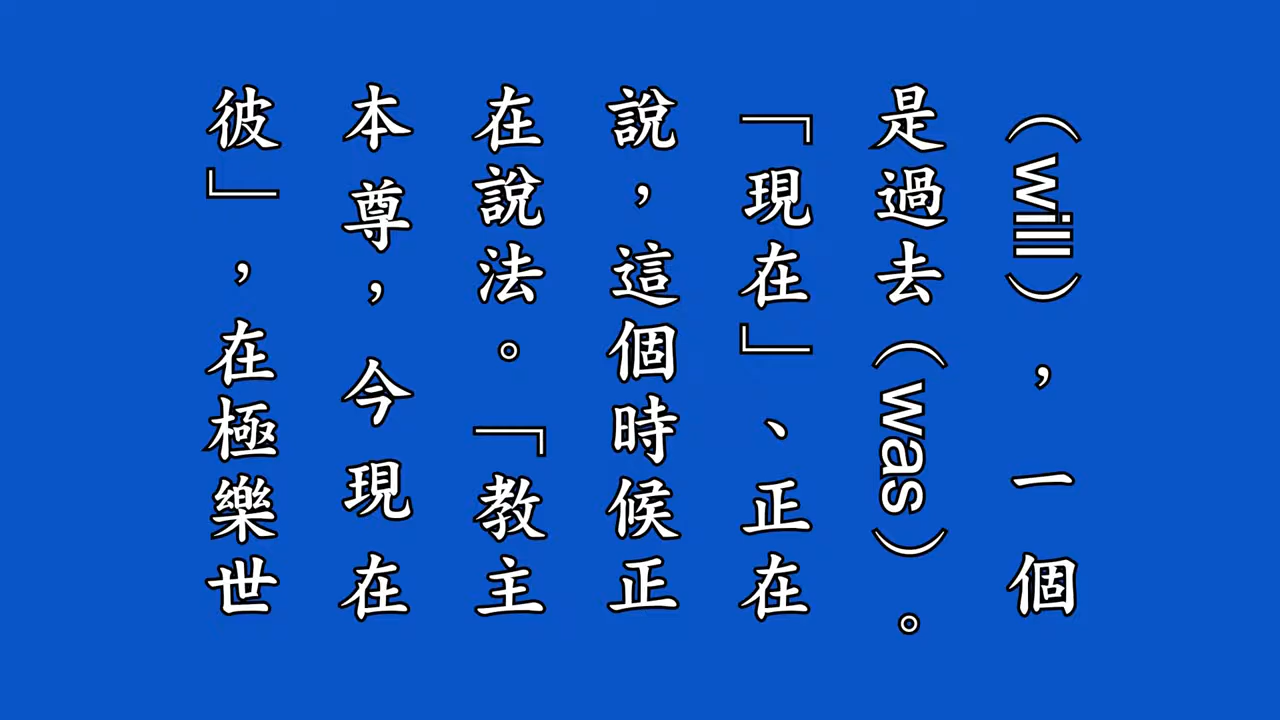 （will），一個
是過去（was）。
「現在」、正在
說，這個時候正
在說法。「教主
本尊，今現在
彼」，在極樂世